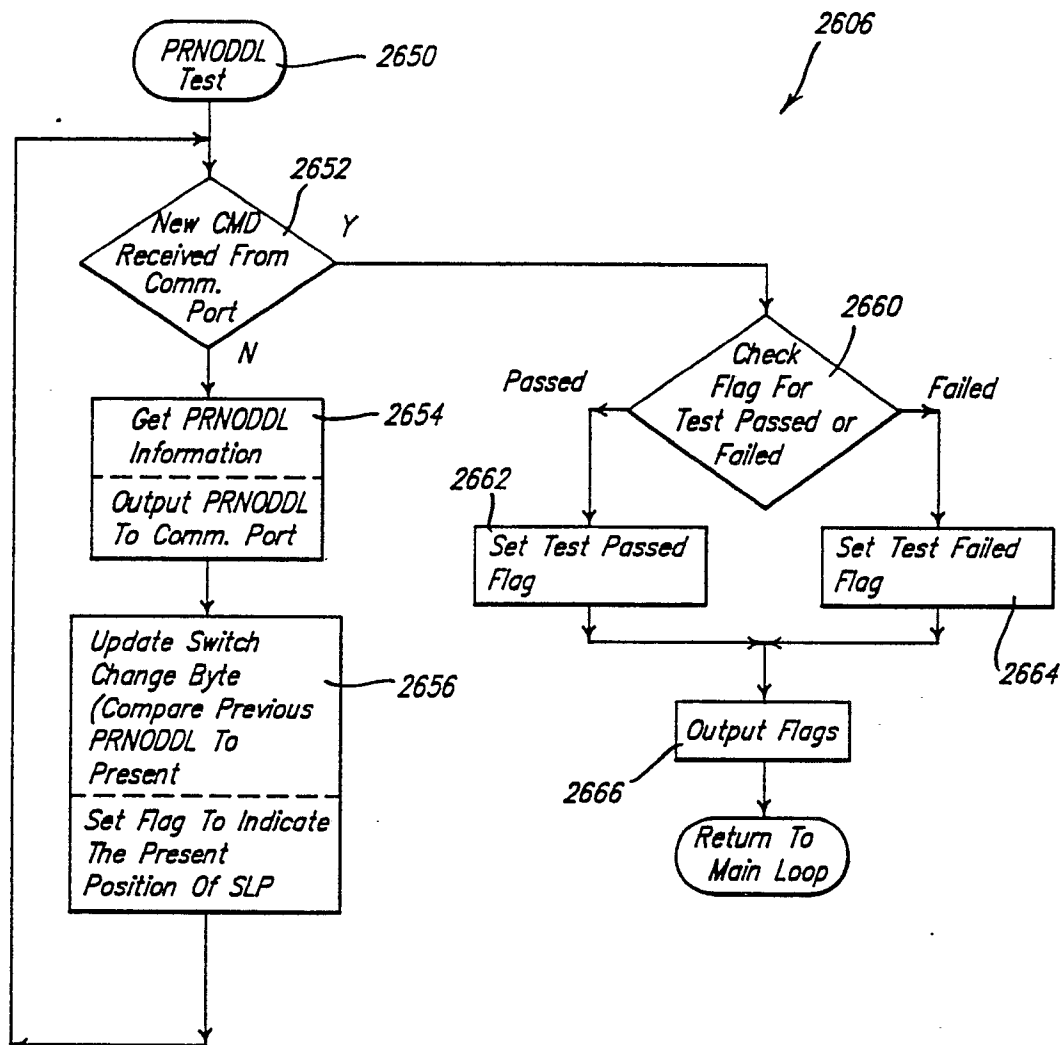 PRNODDL
Test
2650
2606
2652
New CMD
Received From
Comm.
Port
Y
N
2660
Check
Flag For
Test Passed or
Failed
Passed
Failed
Get PRNODDL
Information
2654
Output PRNODDL
To Comm. Port
2662
Set Test Passed
Flag
Set Test Failed
Flag
2664
Update Switch
Change Byte
(Compare Previous
PRNODDL To
Present
2656
Set Flag To Indicate
The Present
Position Of SLP
Output Flags
2666
Return To
Main Loop